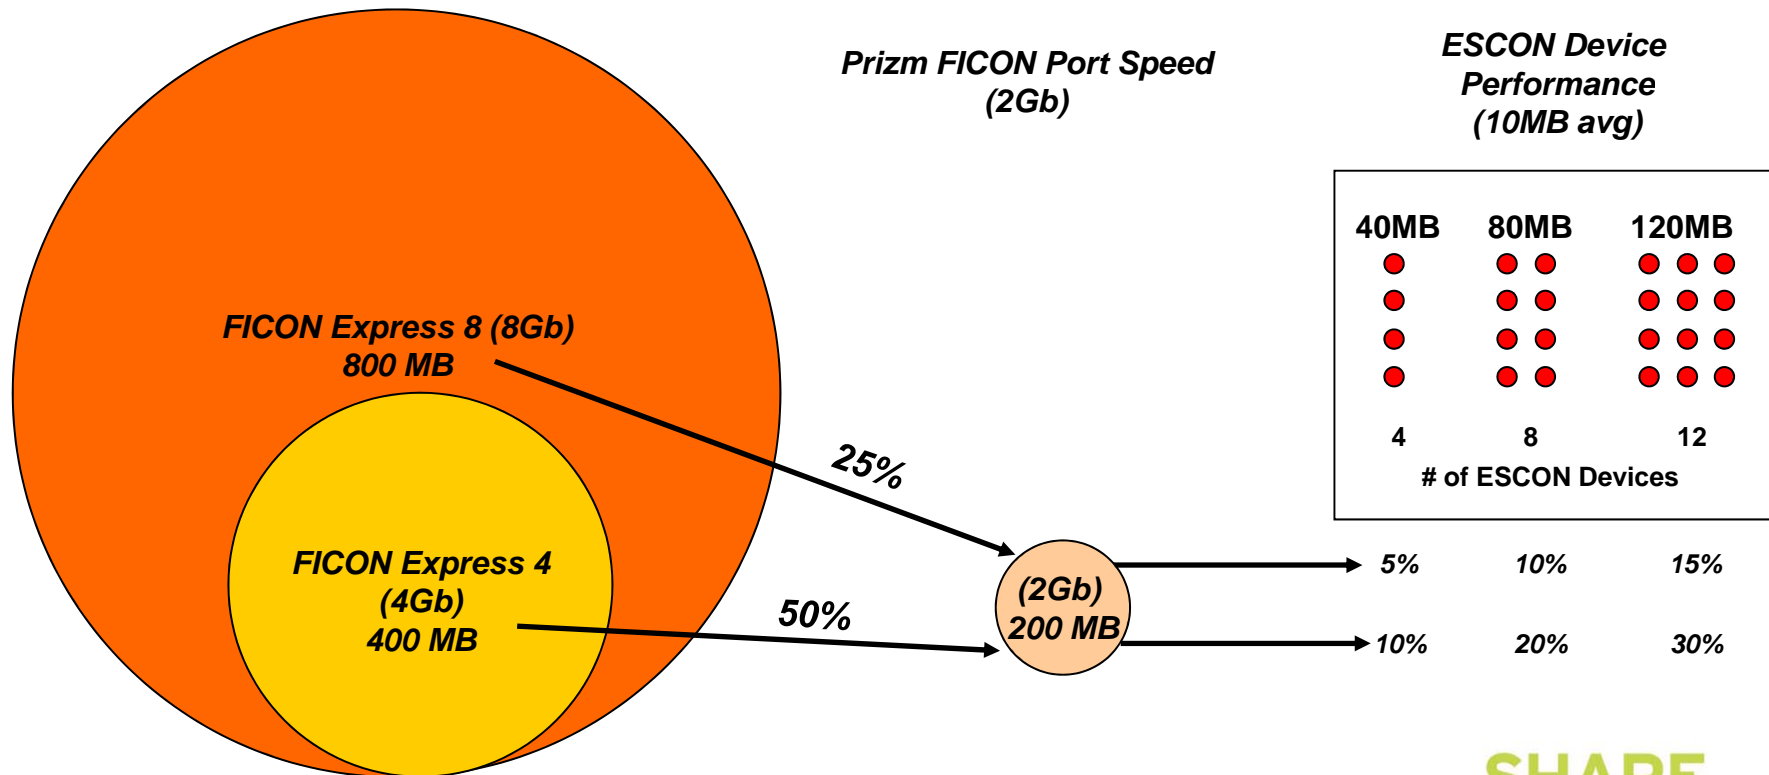 Prizm FICON Port Speed
(2Gb)
ESCON Device
Performance
(10MB avg)
40MB 80MB 120MB
4 8 12
# of ESCON Devices
FICON Express 8 (8Gb)
800 MB
25%
FICON Express 4
(4Gb)
400 MB
50%
(2Gb)
200 MB
5% 10% 15%
10% 20% 30%
SHARE